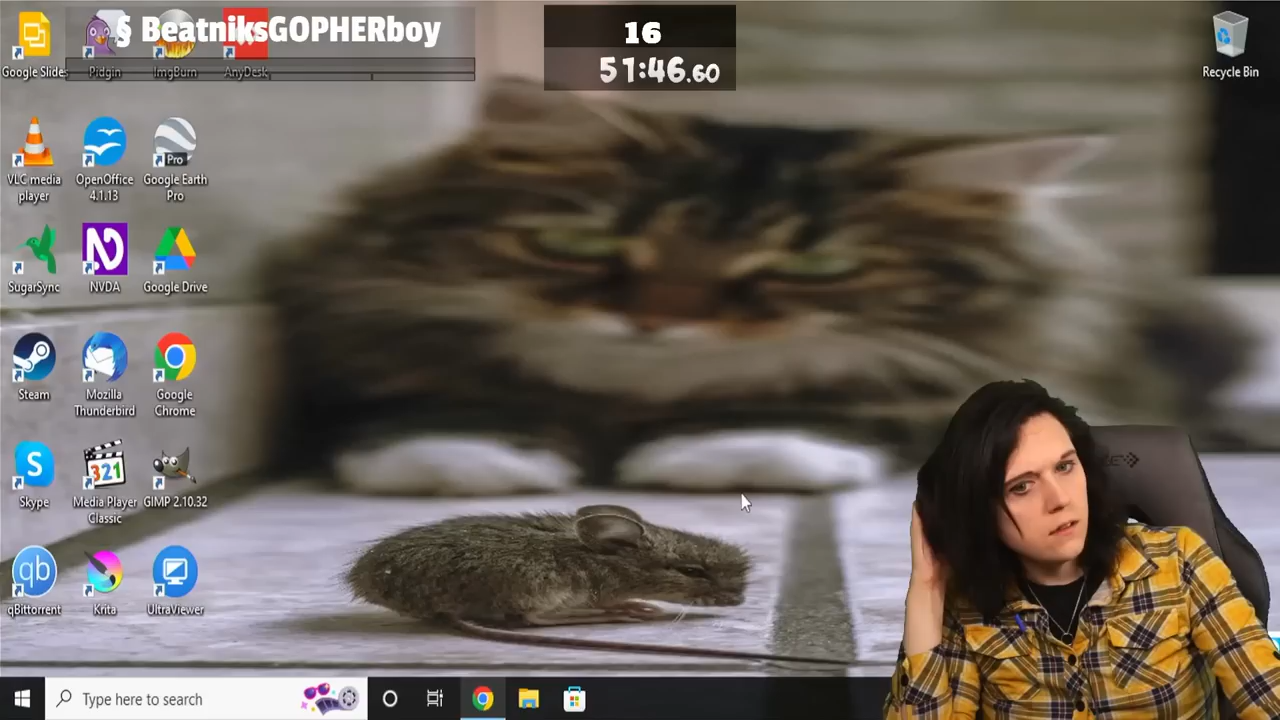 § BeatniksGOPHERboy
16
51:46.60
Google Slides
Pidgin
ImgBurn
AnyDesk
Recycle Bin
VLC media
player
OpenOffice
4.1.13
Pro
Google Earth
Pro
SugarSync
NVDA
Google Drive
Steam
Mozilla
Thunderbird
Google
Chrome
S
Skype
321
Media Player
Classic
GIMP 2.10.32
qb
qBittorrent
Krita
UltraViewer
Type here to search